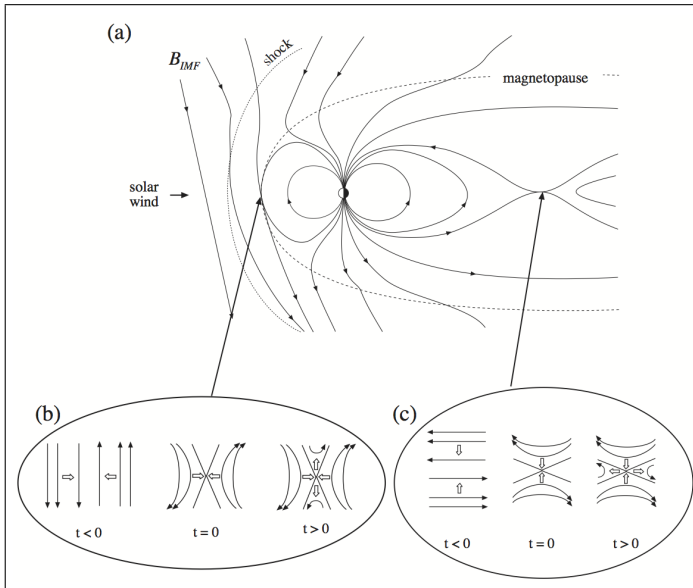 (a)
B_IMF
shock
magnetopause
solar
wind
(b)
t < 0
t = 0
t > 0
(c)
t < 0
t = 0
t > 0